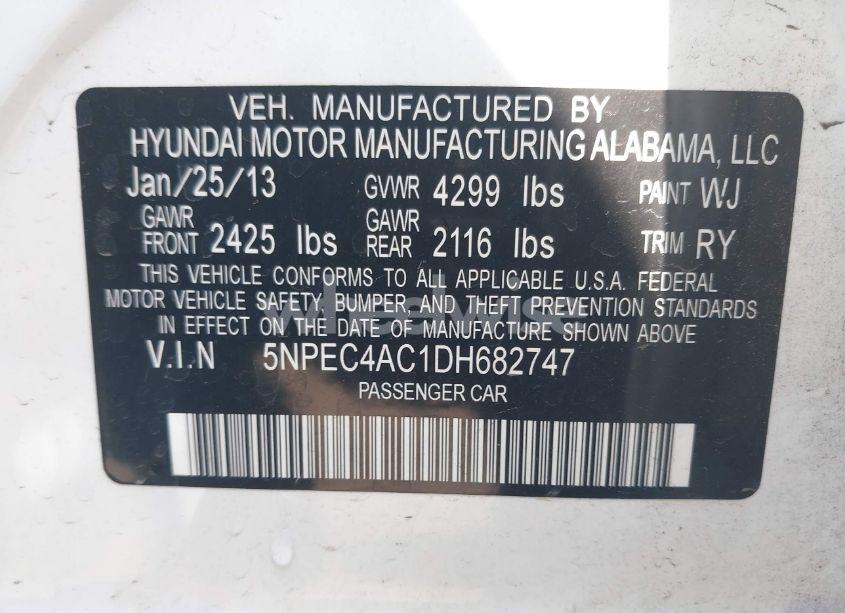 VEH. MANUFACTURED BY
HYUNDAI MOTOR MANUFACTURING ALABAMA, LLC
Jan/25/13 GVWR 4299 lbs PAINT WJ
GAWR FRONT 2425 lbs GAWR REAR 2116 lbs TRIM RY
THIS VEHICLE CONFORMS TO ALL APPLICABLE U.S.A. FEDERAL
MOTOR VEHICLE SAFETY, BUMPER, AND THEFT PREVENTION STANDARDS
IN EFFECT ON THE DATE OF MANUFACTURE SHOWN ABOVE
V.I.N 5NPEC4AC1DH682747
PASSENGER CAR